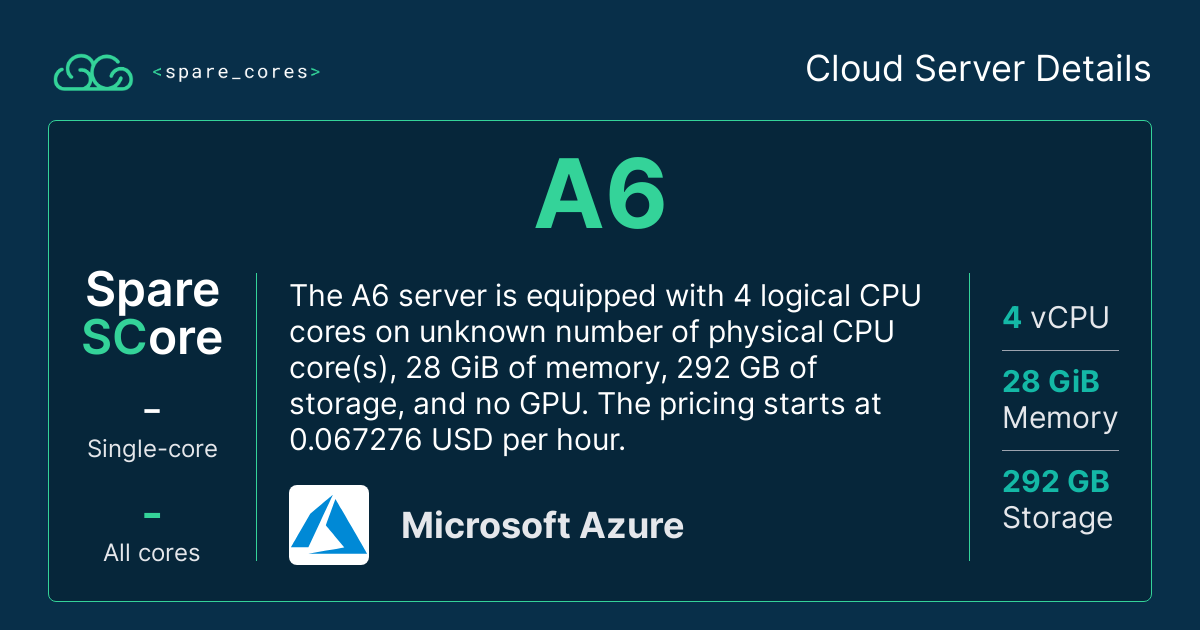 <spare_cores>
Cloud Server Details
A6
Spare
SCore
–
Single-core
–
All cores
The A6 server is equipped with 4 logical CPU
cores on unknown number of physical CPU
core(s), 28 GiB of memory, 292 GB of
storage, and no GPU. The pricing starts at
0.067276 USD per hour.
Microsoft Azure
4 vCPU
28 GiB
Memory
292 GB
Storage